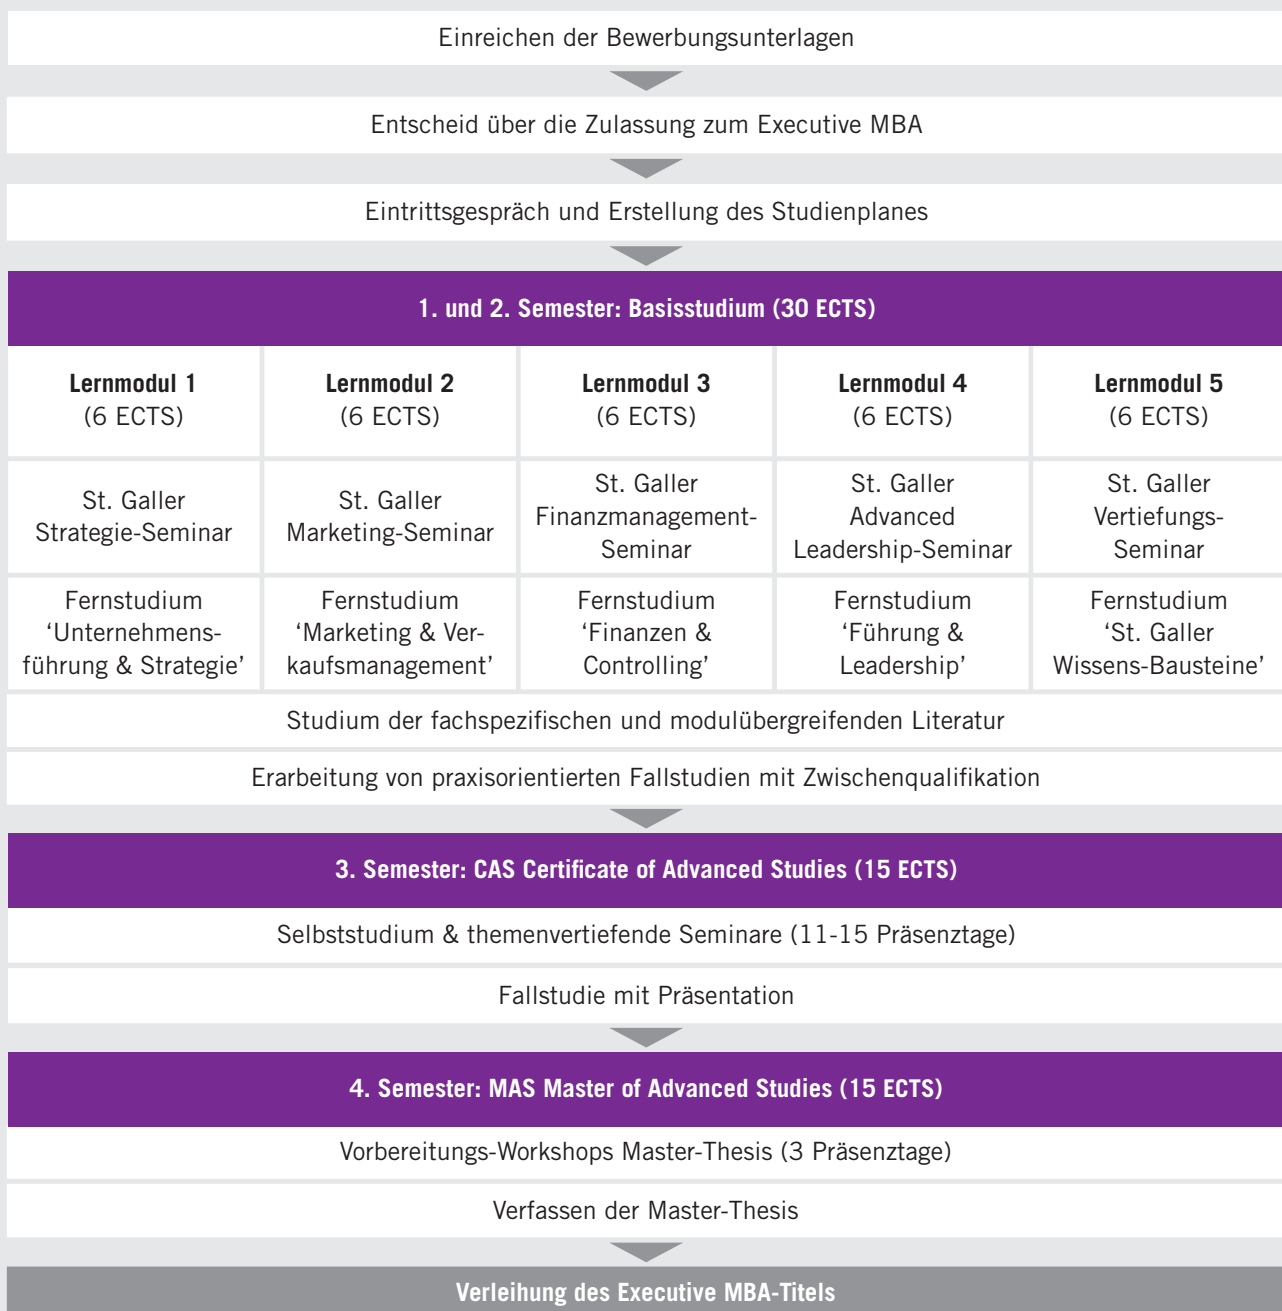 Einreichen der Bewerbungsunterlagen
Entscheid über die Zulassung zum Executive MBA
Eintrittsgespräch und Erstellung des Studienplanes
1. und 2. Semester: Basisstudium (30 ECTS)
Lernmodul 1
(6 ECTS)
Lernmodul 2
(6 ECTS)
Lernmodul 3
(6 ECTS)
Lernmodul 4
(6 ECTS)
Lernmodul 5
(6 ECTS)
St. Galler
Strategie-Seminar
St. Galler
Marketing-Seminar
St. Galler
Finanzmanagement-
Seminar
St. Galler
Advanced
Leadership-Seminar
St. Galler
Vertiefungs-
Seminar
Fernstudium
‘Unternehmens-
führung & Strategie’
Fernstudium
‘Marketing & Ver-
kaufsmanagement’
Fernstudium
‘Finanzen &
Controlling’
Fernstudium
‘Führung &
Leadership’
Fernstudium
‘St. Galler
Wissens-Bausteine’
Studium der fachspezifischen und modulübergreifenden Literatur
Erarbeitung von praxisorientierten Fallstudien mit Zwischenqualifikation
3. Semester: CAS Certificate of Advanced Studies (15 ECTS)
Selbststudium & themenvertiefende Seminare (11-15 Präsenztage)
Fallstudie mit Präsentation
4. Semester: MAS Master of Advanced Studies (15 ECTS)
Vorbereitungs-Workshops Master-Thesis (3 Präsenztage)
Verfassen der Master-Thesis
Verleihung des Executive MBA-Titels